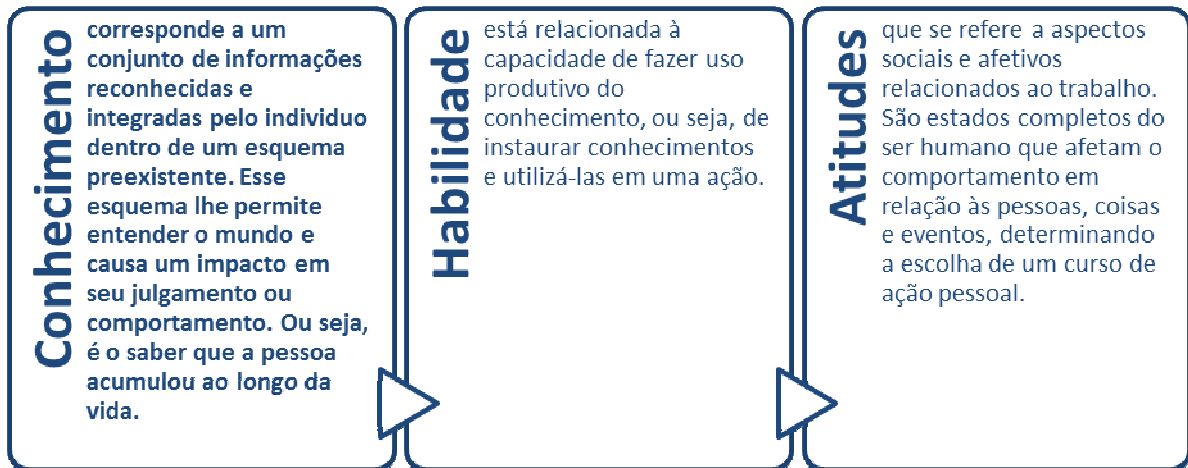 Conhecimento
corresponde a um
conjunto de informações
reconhecidas e
integradas pelo individuo
dentro de um esquema
preexistente. Esse
esquema lhe permite
entender o mundo e
causa um impacto em
seu julgamento ou
comportamento. Ou seja,
é o saber que a pessoa
acumulou ao longo da
vida.
Habilidade
está relacionada à
capacidade de fazer uso
produtivo do
conhecimento, ou seja, de
instaurar conhecimentos
e utilizá-las em uma ação.
Atitudes
que se refere a aspectos
sociais e afetivos
relacionados ao trabalho.
São estados completos do
ser humano que afetam o
comportamento em
relação às pessoas, coisas
e eventos, determinando
a escolha de um curso de
ação pessoal.